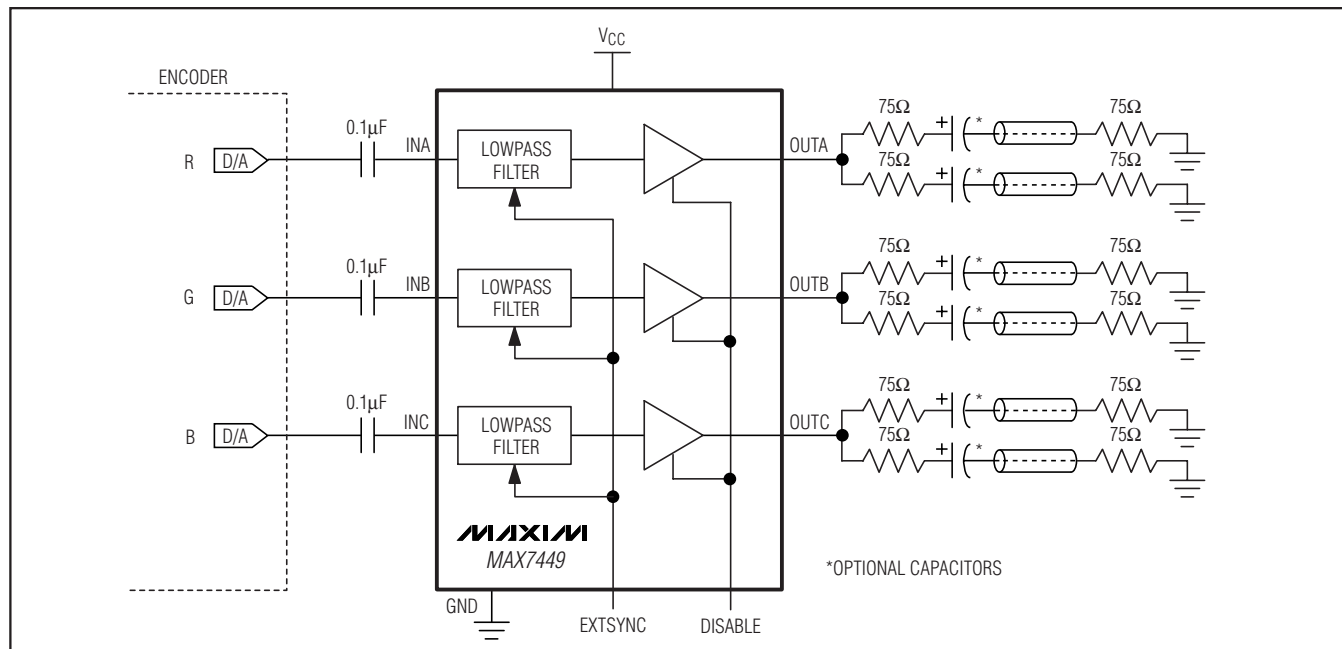 VCC
ENCODER
R D/A 0.1µF INA LOWPASS FILTER OUTA 75Ω + * 75Ω
75Ω + * 75Ω
G D/A 0.1µF INB LOWPASS FILTER OUTB 75Ω + * 75Ω
75Ω + * 75Ω
B D/A 0.1µF INC LOWPASS FILTER OUTC 75Ω + * 75Ω
75Ω + * 75Ω
MAXIM
MAX7449
*OPTIONAL CAPACITORS
GND
EXTSYNC DISABLE